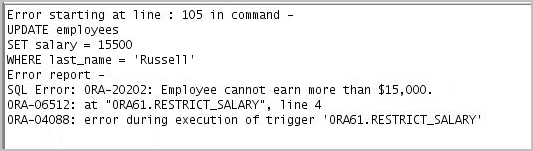 Error starting at line : 105 in command -
UPDATE employees
SET salary = 15500
WHERE last_name = 'Russell'
Error report -
SQL Error: ORA-20202: Employee cannot earn more than $15,000.
ORA-06512: at "ORA61.RESTRICT_SALARY", line 4
ORA-04088: error during execution of trigger 'ORA61.RESTRICT_SALARY'